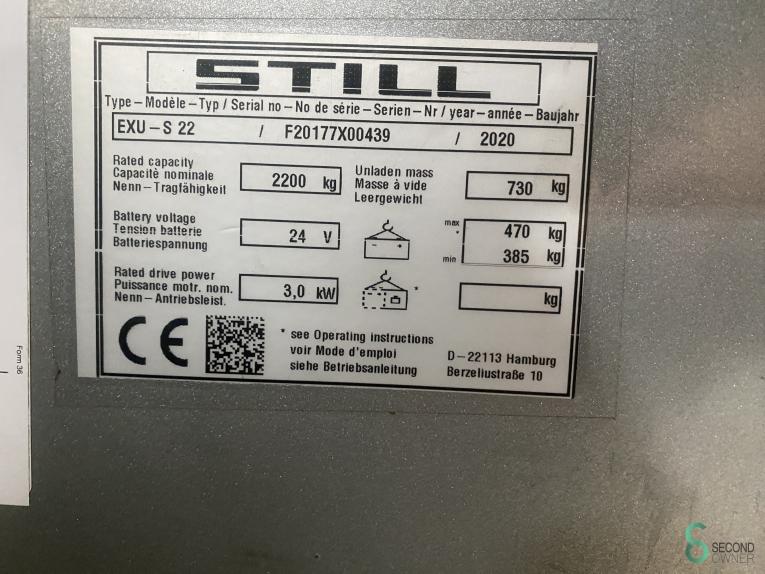 STILL
Type – Modèle – Typ / Serial no – No de série – Serien – Nr / year – année – Baujahr
EXU – S 22 / F20177X00439 / 2020
Rated capacity
Capacité nominale
Nenn – Tragfähigkeit
2200 kg
Unladen mass
Masse à vide
Leergewicht
730 kg
Battery voltage
Tension batterie
Batteriespannung
24 V
- +
max
*
470 kg
min
385 kg
Rated drive power
Puissance motr. nom.
Nenn – Antriebsleist.
3,0 kW
*
kg
CE
* see Operating instructions
voir Mode d'emploi
siehe Betriebsanleitung
D – 22113 Hamburg
Berzeliustraße 10
Form 36
SECOND
OWNER